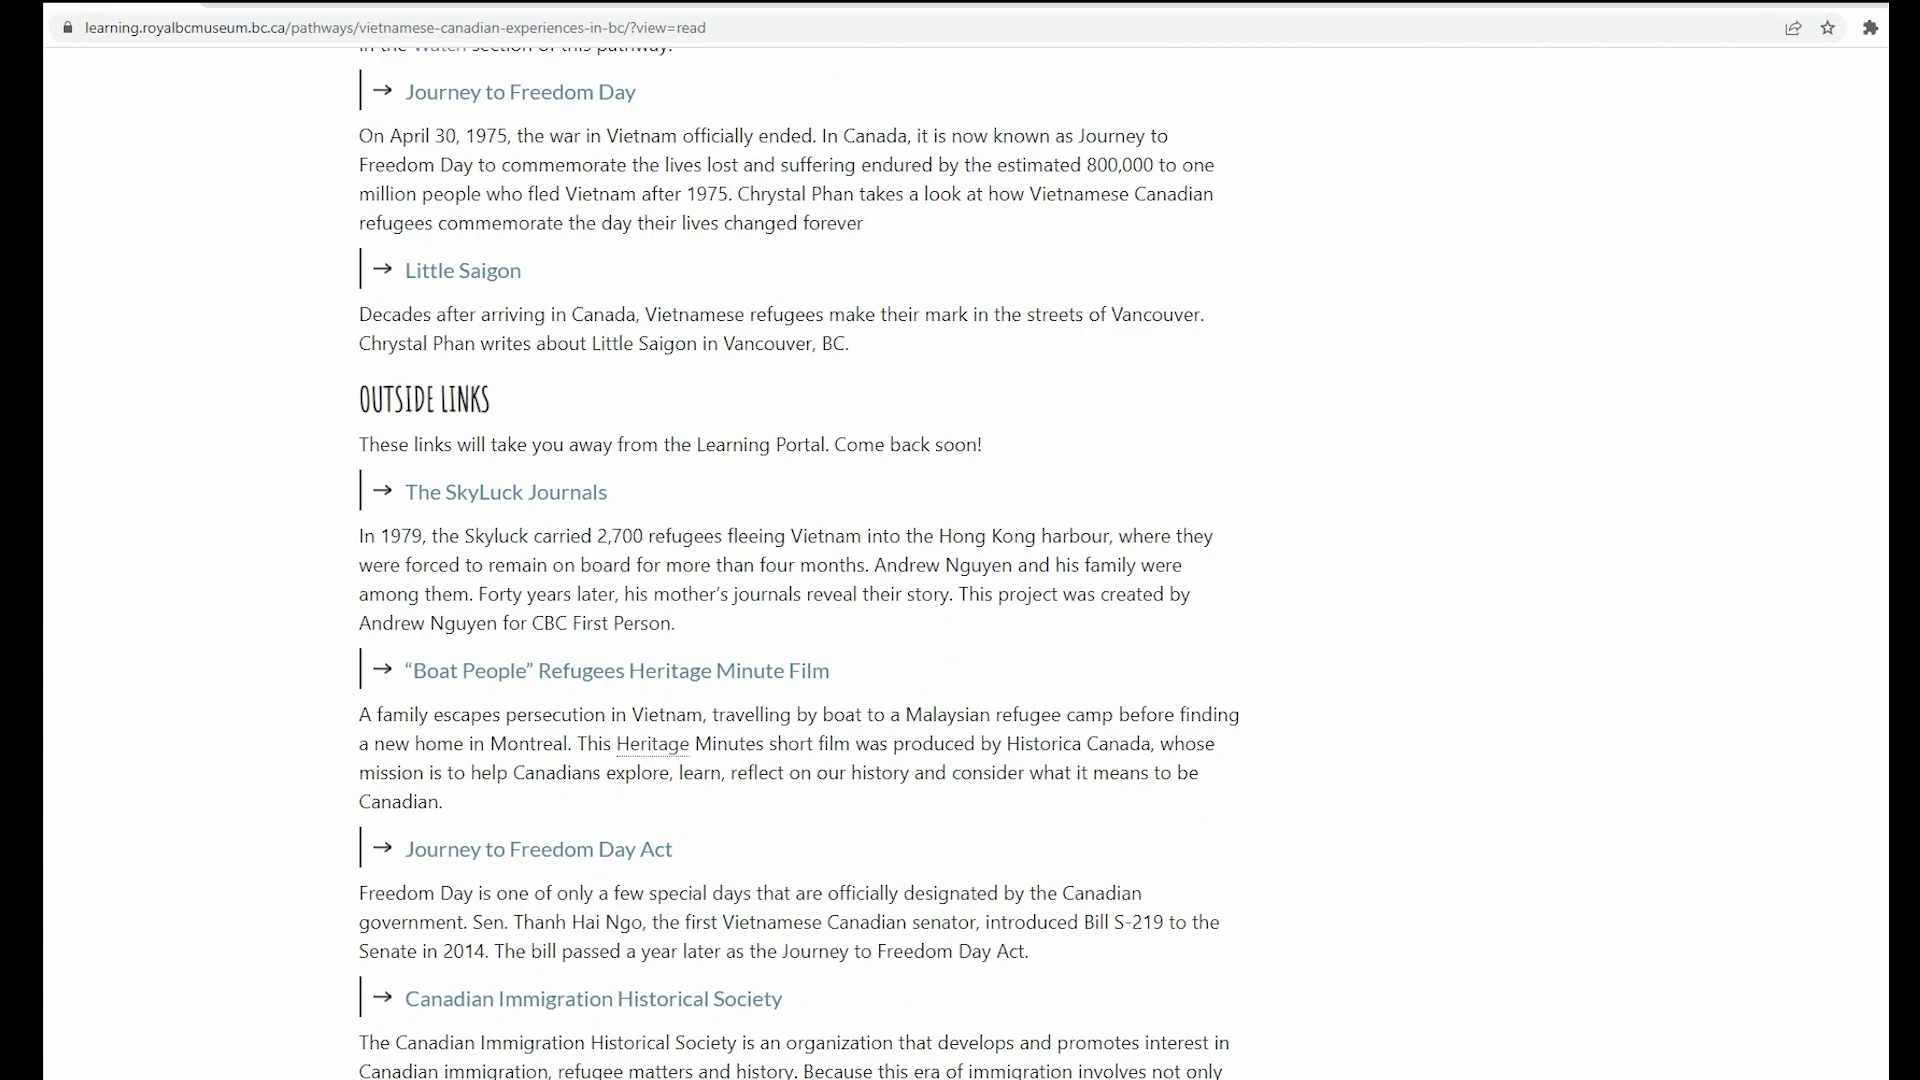 learning.royalbcmuseum.bc.ca/pathways/vietnamese-canadian-experiences-in-bc/?view=read
in the Watch section of this pathway.
→ Journey to Freedom Day
On April 30, 1975, the war in Vietnam officially ended. In Canada, it is now known as Journey to
Freedom Day to commemorate the lives lost and suffering endured by the estimated 800,000 to one
million people who fled Vietnam after 1975. Chrystal Phan takes a look at how Vietnamese Canadian
refugees commemorate the day their lives changed forever
→ Little Saigon
Decades after arriving in Canada, Vietnamese refugees make their mark in the streets of Vancouver.
Chrystal Phan writes about Little Saigon in Vancouver, BC.
OUTSIDE LINKS
These links will take you away from the Learning Portal. Come back soon!
→ The SkyLuck Journals
In 1979, the Skyluck carried 2,700 refugees fleeing Vietnam into the Hong Kong harbour, where they
were forced to remain on board for more than four months. Andrew Nguyen and his family were
among them. Forty years later, his mother’s journals reveal their story. This project was created by
Andrew Nguyen for CBC First Person.
→ “Boat People” Refugees Heritage Minute Film
A family escapes persecution in Vietnam, travelling by boat to a Malaysian refugee camp before finding
a new home in Montreal. This Heritage Minutes short film was produced by Historica Canada, whose
mission is to help Canadians explore, learn, reflect on our history and consider what it means to be
Canadian.
→ Journey to Freedom Day Act
Freedom Day is one of only a few special days that are officially designated by the Canadian
government. Sen. Thanh Hai Ngo, the first Vietnamese Canadian senator, introduced Bill S-219 to the
Senate in 2014. The bill passed a year later as the Journey to Freedom Day Act.
→ Canadian Immigration Historical Society
The Canadian Immigration Historical Society is an organization that develops and promotes interest in
Canadian immigration, refugee matters and history. Because this era of immigration involves not only